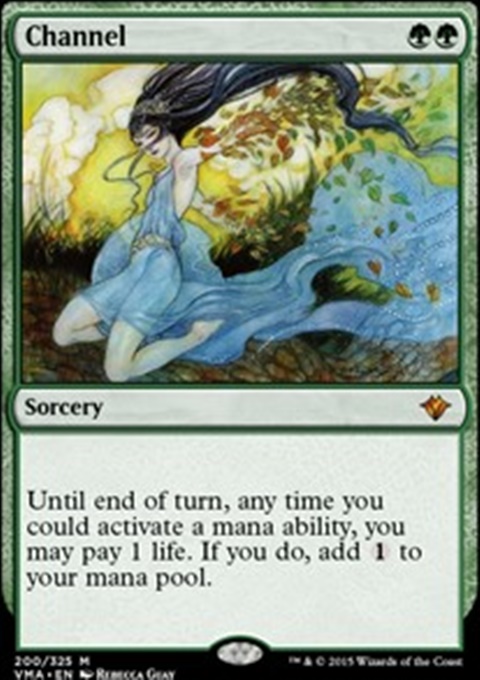 Channel
Sorcery
Until end of turn, any time you
could activate a mana ability, you
may pay 1 life. If you do, add 1 to
your mana pool.
200/325 M
VMA • EN Rebecca Guay
™ & © 2015 Wizards of the Coast